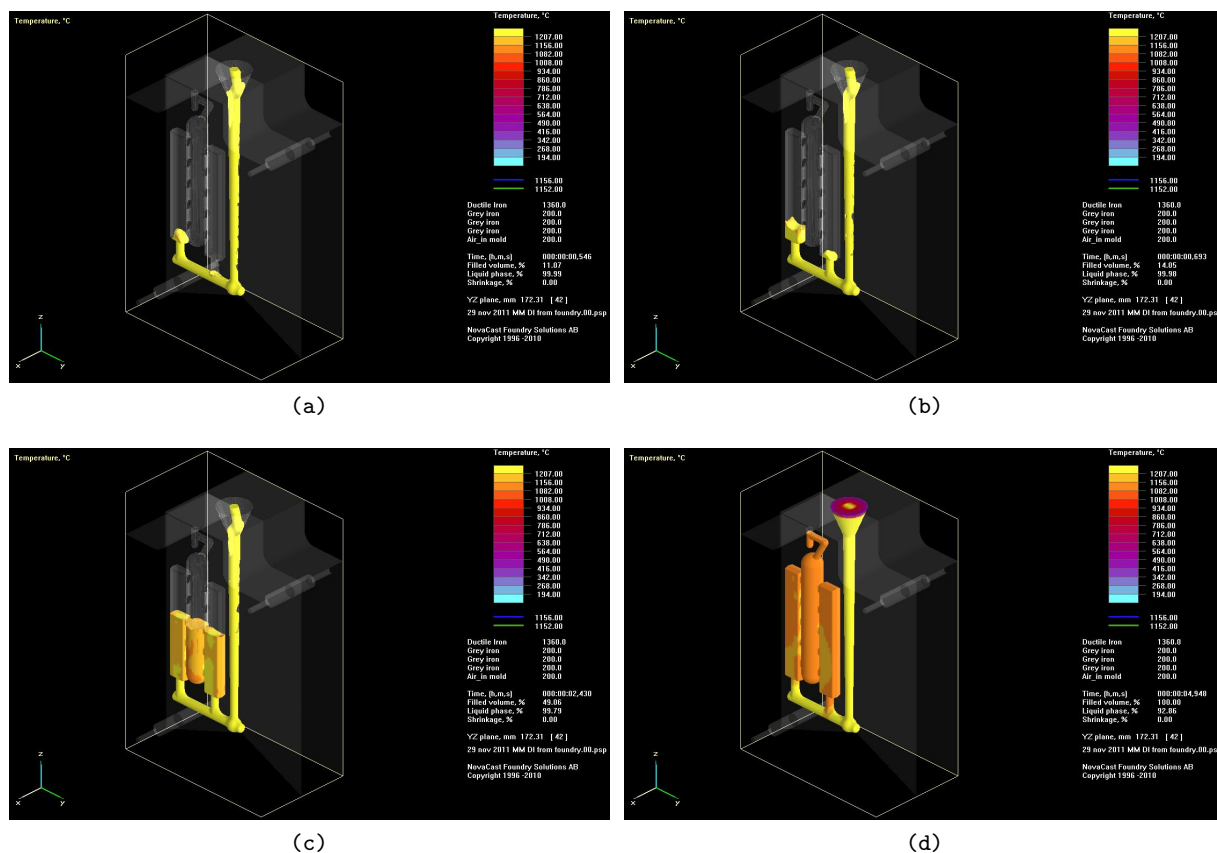 Temperature, °C
Temperature, °C
1207.00
1156.00
1082.00
1008.00
934.00
860.00
786.00
712.00
638.00
564.00
490.00
416.00
342.00
268.00
194.00
1156.00
1152.00
Ductile Iron 1360.0
Grey iron 200.0
Grey iron 200.0
Grey iron 200.0
Air_in mold 200.0
Time, (h,m,s) 000:00:00,546
Filled volume, % 11.07
Liquid phase, % 99.99
Shrinkage, % 0.00
YZ plane, mm 172.31 [ 42 ]
29 nov 2011 MM DI from foundry.00.psp
NovaCast Foundry Solutions AB
Copyright 1996 -2010
z
x y
(a)
Temperature, °C
Temperature, °C
1207.00
1156.00
1082.00
1008.00
934.00
860.00
786.00
712.00
638.00
564.00
490.00
416.00
342.00
268.00
194.00
1156.00
1152.00
Ductile Iron 1360.0
Grey iron 200.0
Grey iron 200.0
Grey iron 200.0
Air_in mold 200.0
Time, (h,m,s) 000:00:00,693
Filled volume, % 14.05
Liquid phase, % 99.98
Shrinkage, % 0.00
YZ plane, mm 172.31 [ 42 ]
29 nov 2011 MM DI from foundry.00.psp
NovaCast Foundry Solutions AB
Copyright 1996 -2010
z
x y
(b)
Temperature, °C
Temperature, °C
1207.00
1156.00
1082.00
1008.00
934.00
860.00
786.00
712.00
638.00
564.00
490.00
416.00
342.00
268.00
194.00
1156.00
1152.00
Ductile Iron 1360.0
Grey iron 200.0
Grey iron 200.0
Grey iron 200.0
Air_in mold 200.0
Time, (h,m,s) 000:00:02,430
Filled volume, % 49.06
Liquid phase, % 99.79
Shrinkage, % 0.00
YZ plane, mm 172.31 [ 42 ]
29 nov 2011 MM DI from foundry.00.psp
NovaCast Foundry Solutions AB
Copyright 1996 -2010
z
x y
(c)
Temperature, °C
Temperature, °C
1207.00
1156.00
1082.00
1008.00
934.00
860.00
786.00
712.00
638.00
564.00
490.00
416.00
342.00
268.00
194.00
1156.00
1152.00
Ductile Iron 1360.0
Grey iron 200.0
Grey iron 200.0
Grey iron 200.0
Air_in mold 200.0
Time, (h,m,s) 000:00:04,948
Filled volume, % 100.00
Liquid phase, % 92.86
Shrinkage, % 0.00
YZ plane, mm 172.31 [ 42 ]
29 nov 2011 MM DI from foundry.00.psp
NovaCast Foundry Solutions AB
Copyright 1996 -2010
z
x y
(d)